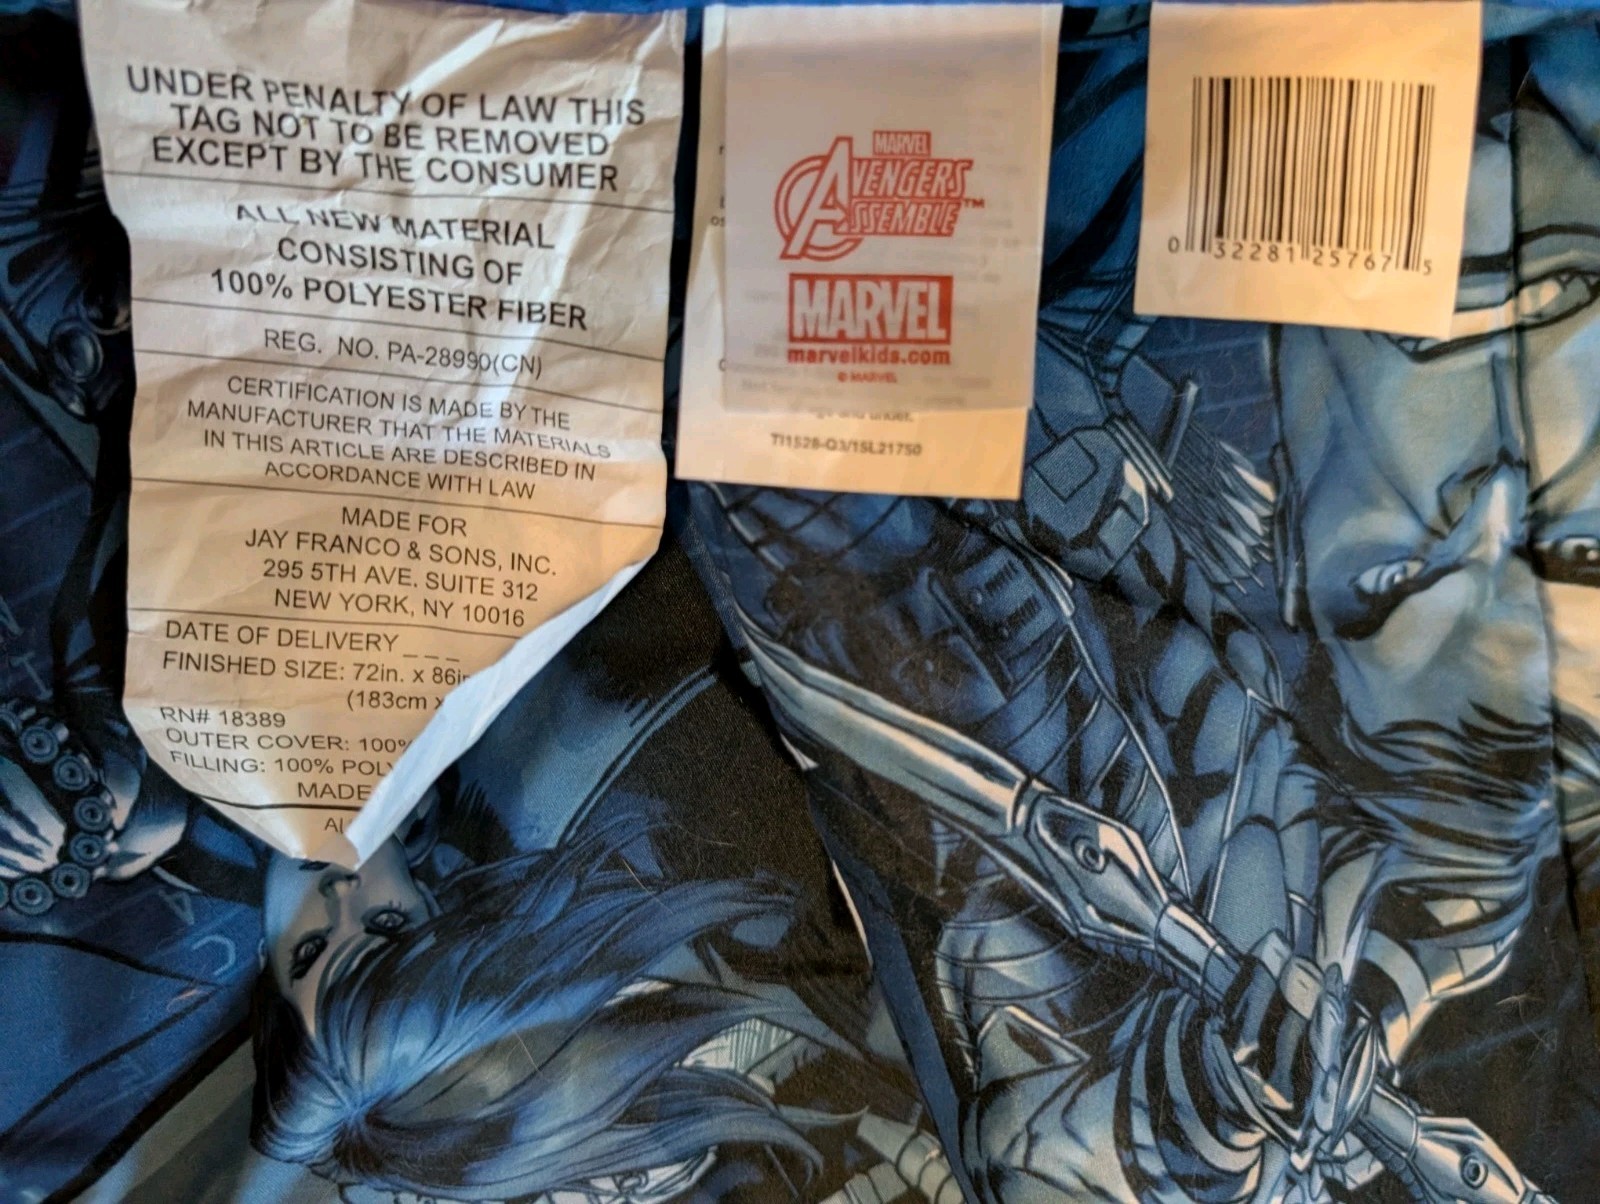 UNDER PENALTY OF LAW THIS
TAG NOT TO BE REMOVED
EXCEPT BY THE CONSUMER
ALL NEW MATERIAL
CONSISTING OF
100% POLYESTER FIBER
REG. NO. PA-28990(CN)
CERTIFICATION IS MADE BY THE
MANUFACTURER THAT THE MATERIALS
IN THIS ARTICLE ARE DESCRIBED IN
ACCORDANCE WITH LAW
MADE FOR
JAY FRANCO & SONS, INC.
295 5TH AVE. SUITE 312
NEW YORK, NY 10016
DATE OF DELIVERY _ _ _
FINISHED SIZE: 72in. x 86in
(183cm x
RN# 18389
OUTER COVER: 100%
FILLING: 100% POLY
MADE
MARVEL
AVENGERS
ASSEMBLE™
MARVEL
marvelkids.com
© MARVEL
TI1528-Q3/15L21750
0 32281 25767 5